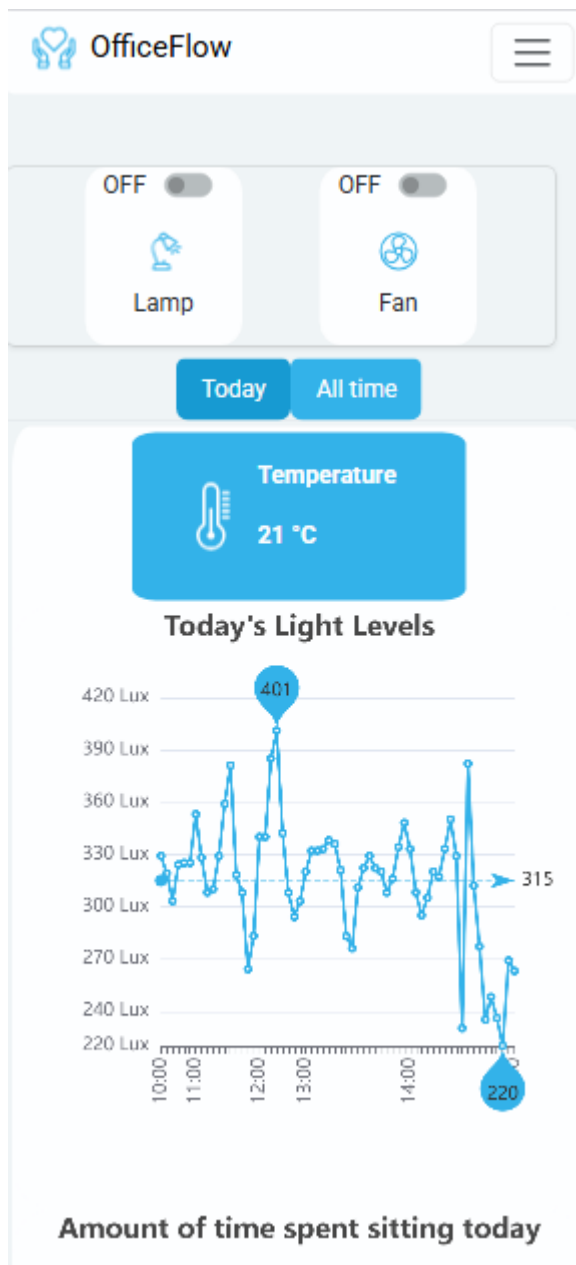 OfficeFlow
OFF OFF
Lamp Fan
Today All time
Temperature
21 °C
Today's Light Levels
401
420 Lux
390 Lux
360 Lux
330 Lux
315
300 Lux
270 Lux
240 Lux
220 Lux
10:00 11:00 12:00 13:00 14:00
220
Amount of time spent sitting today